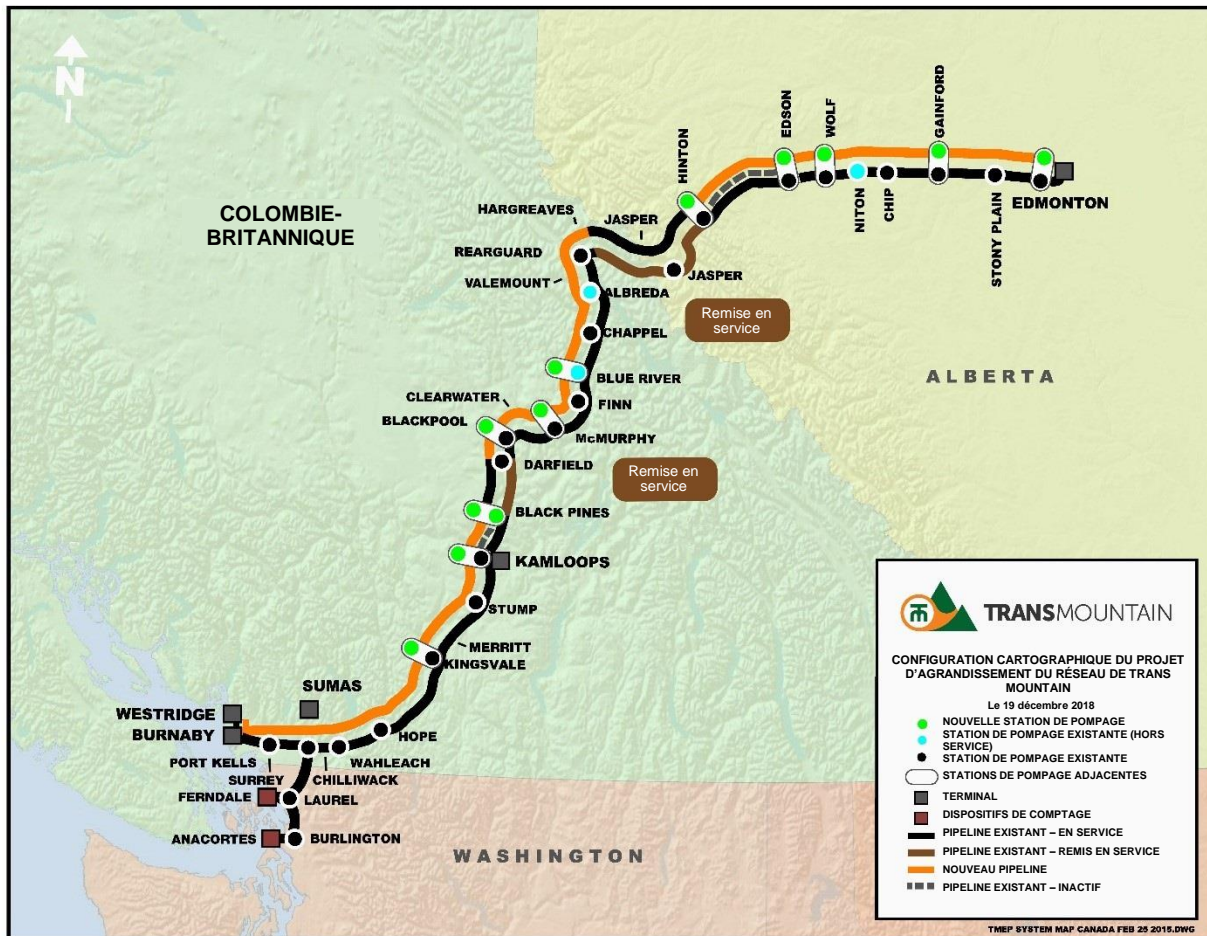 N
COLOMBIE-
BRITANNIQUE
EDSON
WOLF
GAINFORD
HINTON
NITON
CHIP
STONY PLAIN
EDMONTON
HARGREAVES
JASPER
REARGUARD
VALEMOUNT
JASPER
ALBREDA
Remise en
service
CHAPPEL
BLUE RIVER
ALBERTA
CLEARWATER
FINN
BLACKPOOL
McMURPHY
DARFIELD
Remise en
service
BLACK PINES
KAMLOOPS
STUMP
MERRITT
KINGSVALE
SUMAS
WESTRIDGE
BURNABY
HOPE
PORT KELLS
WAHLEACH
SURREY
CHILLIWACK
FERNDALE
LAUREL
ANACORTES
BURLINGTON
WASHINGTON
TRANSMOUNTAIN
CONFIGURATION CARTOGRAPHIQUE DU PROJET
D'AGRANDISSEMENT DU RÉSEAU DE TRANS
MOUNTAIN
Le 19 décembre 2018
NOUVELLE STATION DE POMPAGE
STATION DE POMPAGE EXISTANTE (HORS
SERVICE)
STATION DE POMPAGE EXISTANTE
STATIONS DE POMPAGE ADJACENTES
TERMINAL
DISPOSITIFS DE COMPTAGE
PIPELINE EXISTANT – EN SERVICE
PIPELINE EXISTANT – REMIS EN SERVICE
NOUVEAU PIPELINE
PIPELINE EXISTANT – INACTIF
TMEP SYSTEM MAP CANADA FEB 25 2015.DWG